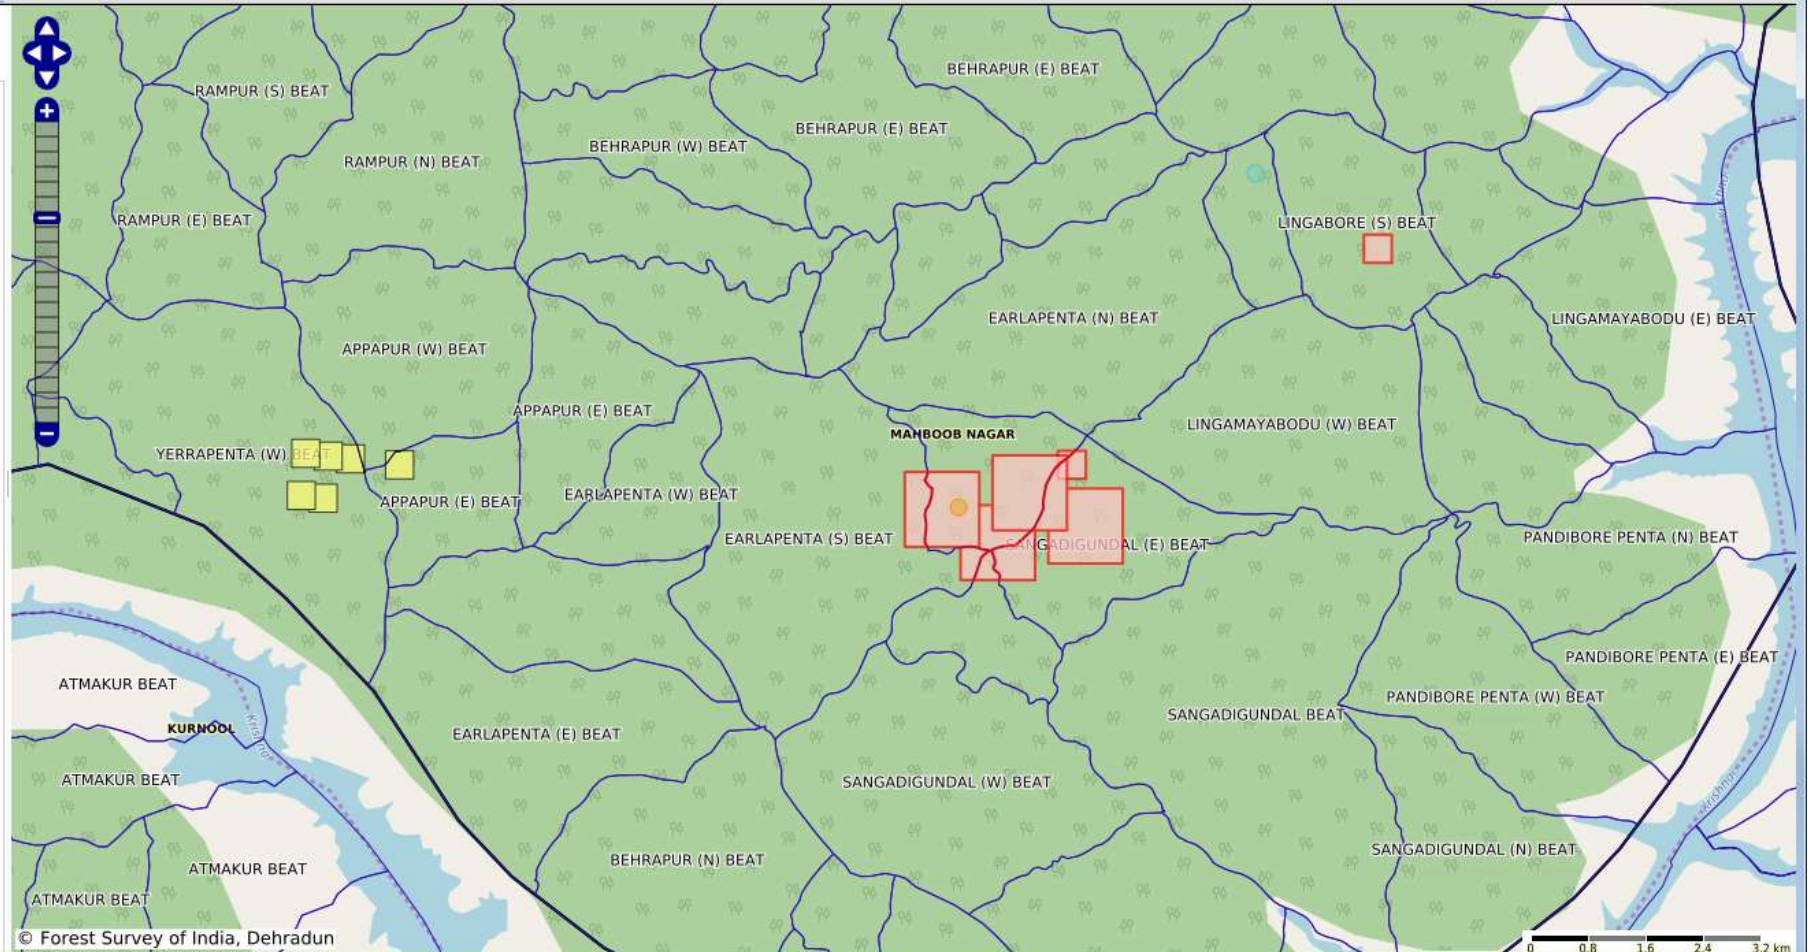 BEHRAPUR (E) BEAT
RAMPUR (S) BEAT
BEHRAPUR (E) BEAT
BEHRAPUR (W) BEAT
RAMPUR (N) BEAT
RAMPUR (E) BEAT
LINGABORE (S) BEAT
EARLAPENTA (N) BEAT
LINGAMAYABODU (E) BEAT
APPAPUR (W) BEAT
APPAPUR (E) BEAT
LINGAMAYABODU (W) BEAT
MAHBOOB NAGAR
YERRAPENTA (W) BEAT
EARLAPENTA (W) BEAT
APPAPUR (E) BEAT
EARLAPENTA (S) BEAT
SANGADIGUNDAL (E) BEAT
PANDIBORE PENTA (N) BEAT
PANDIBORE PENTA (E) BEAT
ATMAKUR BEAT
PANDIBORE PENTA (W) BEAT
SANGADIGUNDAL BEAT
KURNOOL
Krishna
EARLAPENTA (E) BEAT
ATMAKUR BEAT
SANGADIGUNDAL (W) BEAT
Krishna
SANGADIGUNDAL (N) BEAT
BEHRAPUR (N) BEAT
ATMAKUR BEAT
ATMAKUR BEAT
© Forest Survey of India, Dehradun
0 0.8 1.6 2.4 3.2 km